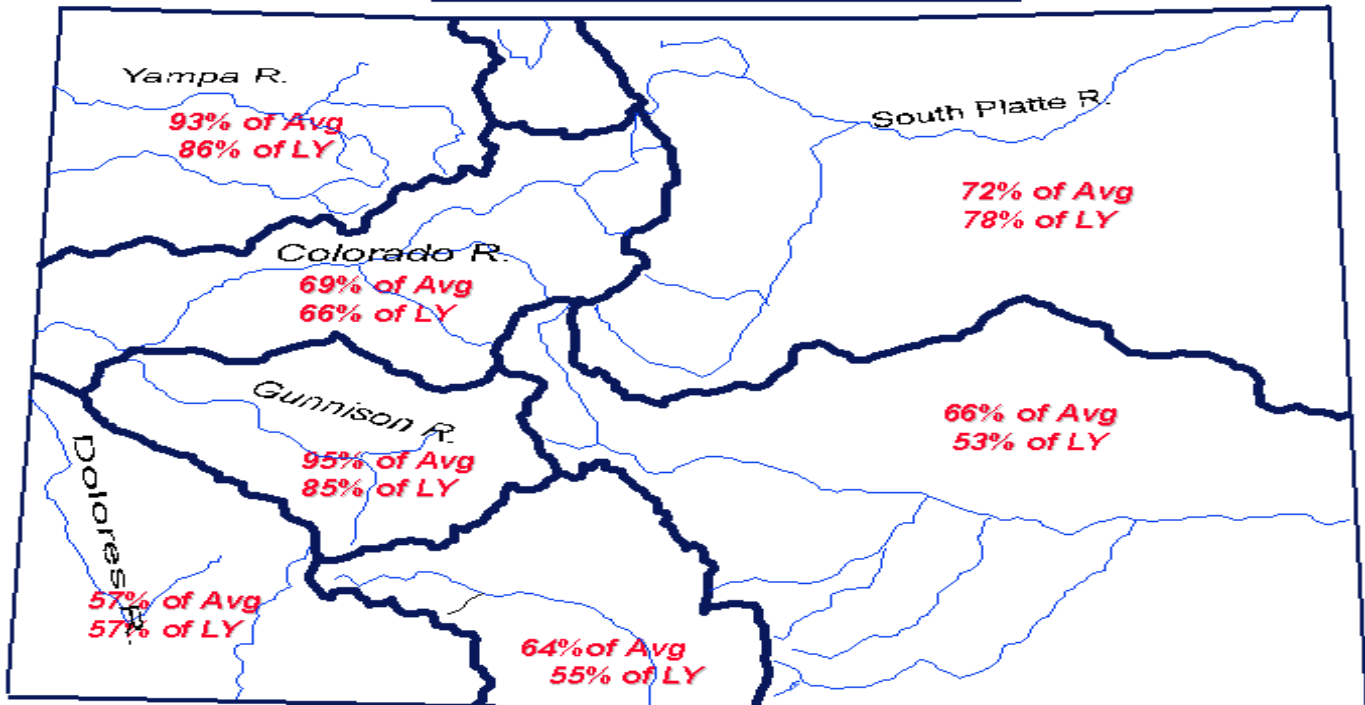 Yampa R.
93% of Avg
86% of LY
South Platte R.
72% of Avg
78% of LY
Colorado R.
69% of Avg
66% of LY
Gunnison R.
95% of Avg
85% of LY
66% of Avg
53% of LY
Dolores R.
57% of Avg
57% of LY
64%of Avg
55% of LY